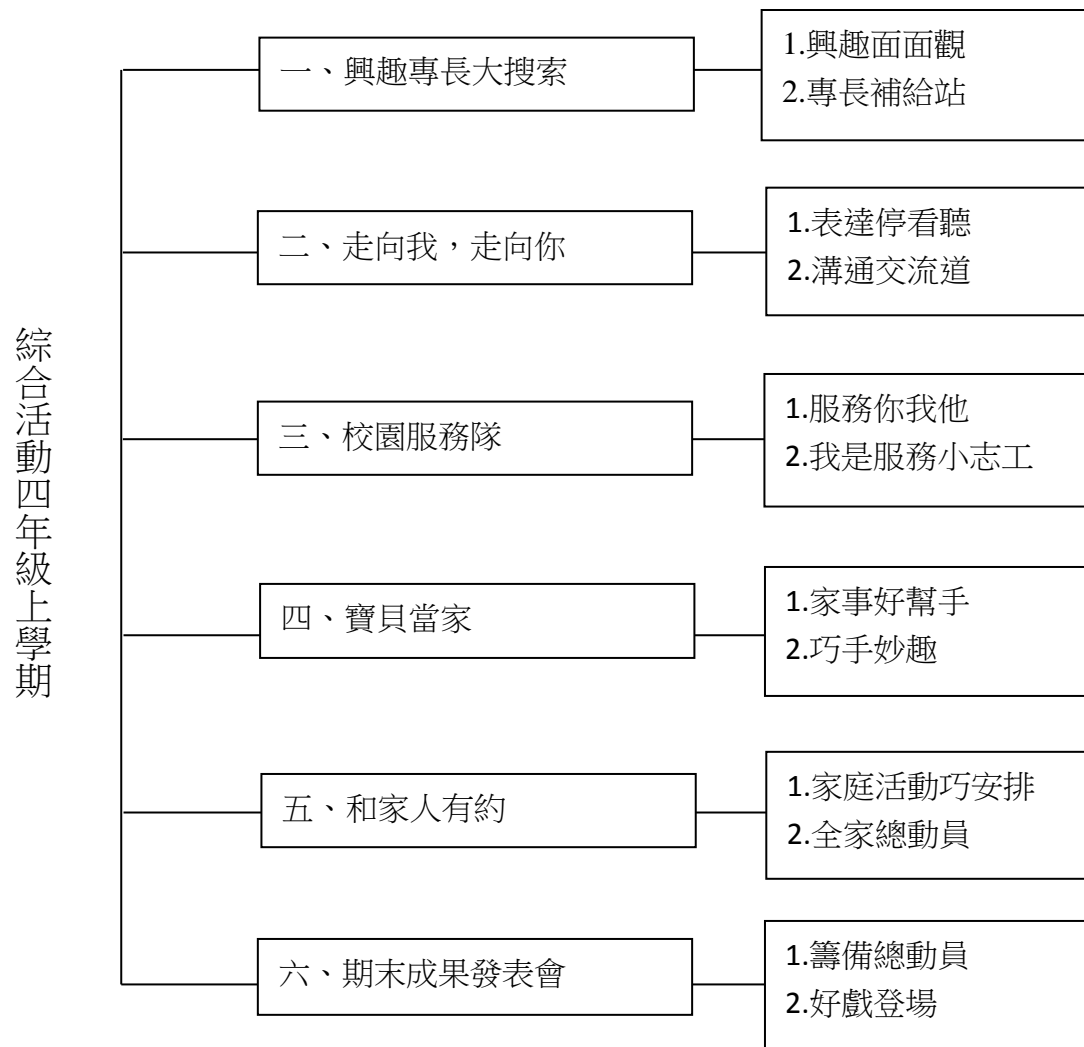 綜合活動四年級上學期
一、興趣專長大搜索
1.興趣面面觀
2.專長補給站
二、走向我，走向你
1.表達停看聽
2.溝通交流道
三、校園服務隊
1.服務你我他
2.我是服務小志工
四、寶貝當家
1.家事好幫手
2.巧手妙趣
五、和家人有約
1.家庭活動巧安排
2.全家總動員
六、期末成果發表會
1.籌備總動員
2.好戲登場